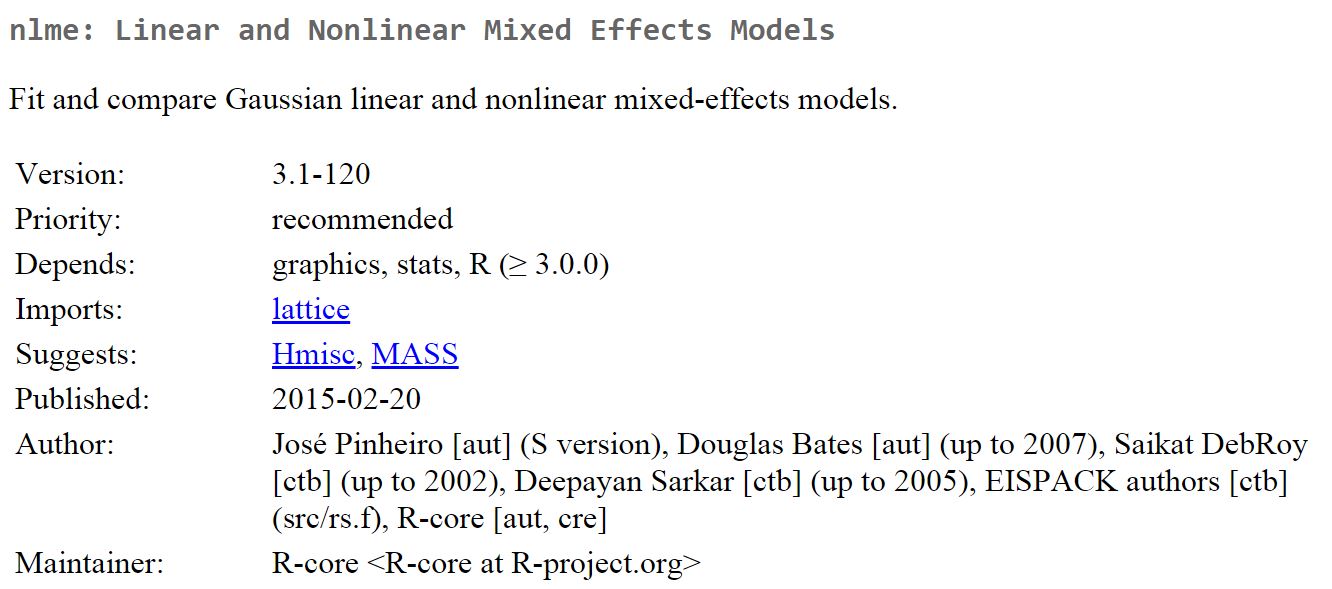 nlme: Linear and Nonlinear Mixed Effects Models
Fit and compare Gaussian linear and nonlinear mixed-effects models.
Version: 3.1-120
Priority: recommended
Depends: graphics, stats, R (≥ 3.0.0)
Imports: lattice
Suggests: Hmisc, MASS
Published: 2015-02-20
Author: José Pinheiro [aut] (S version), Douglas Bates [aut] (up to 2007), Saikat DebRoy
[ctb] (up to 2002), Deepayan Sarkar [ctb] (up to 2005), EISPACK authors [ctb]
(src/rs.f), R-core [aut, cre]
Maintainer: R-core <R-core at R-project.org>